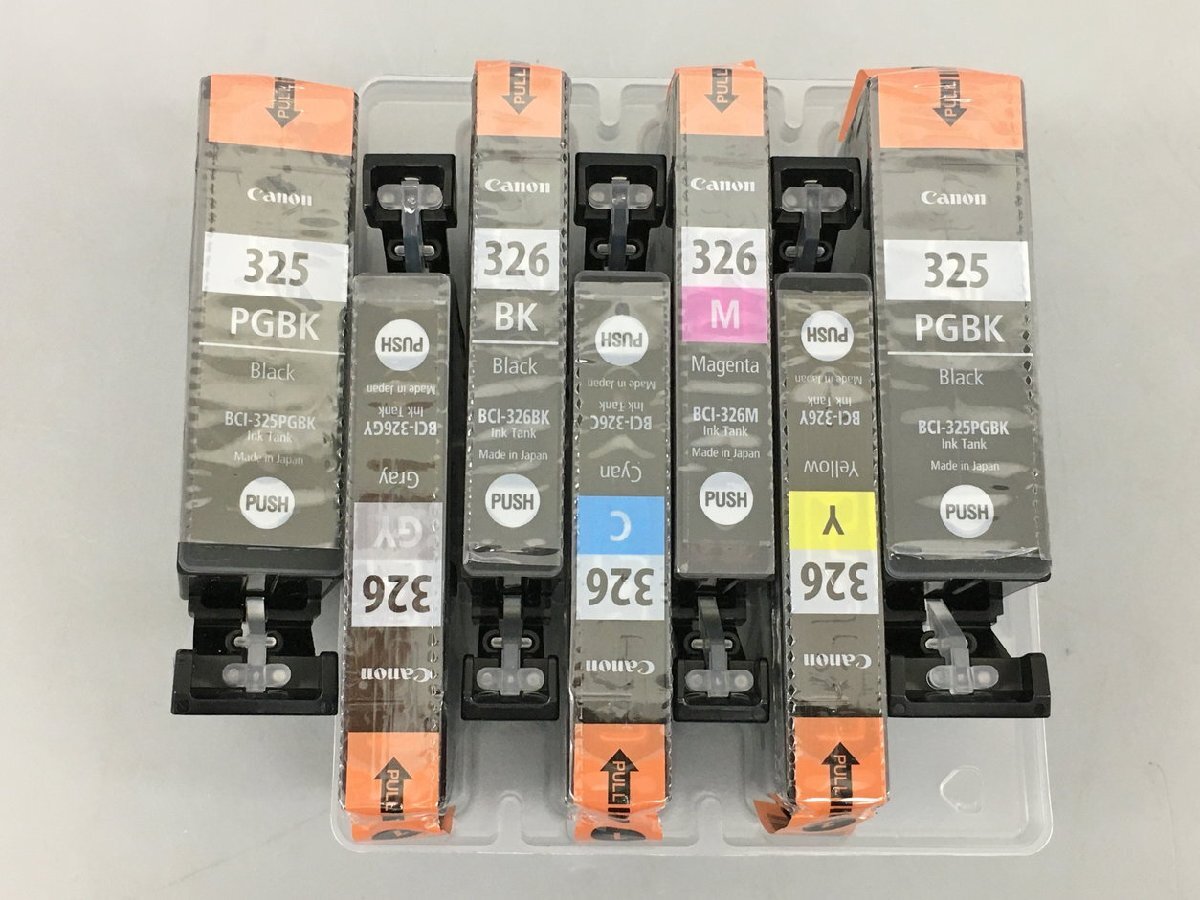 PULL
Canon
325
PGBK
Black
BCI-325PGBK
Ink Tank
Made in Japan
PUSH
PUSH
Made in Japan
Ink Tank
BCI-326GY
Gray
GY
326
Canon
PULL
PULL
Canon
326
BK
Black
BCI-326BK
Ink Tank
Made in Japan
PUSH
PUSH
Made in Japan
Ink Tank
BCI-326C
Cyan
C
326
Canon
PULL
PULL
Canon
326
M
Magenta
BCI-326M
Ink Tank
Made in Japan
PUSH
PUSH
Made in Japan
Ink Tank
BCI-326Y
Yellow
Y
326
Canon
PULL
PULL
Canon
325
PGBK
Black
BCI-325PGBK
Ink Tank
Made in Japan
PUSH